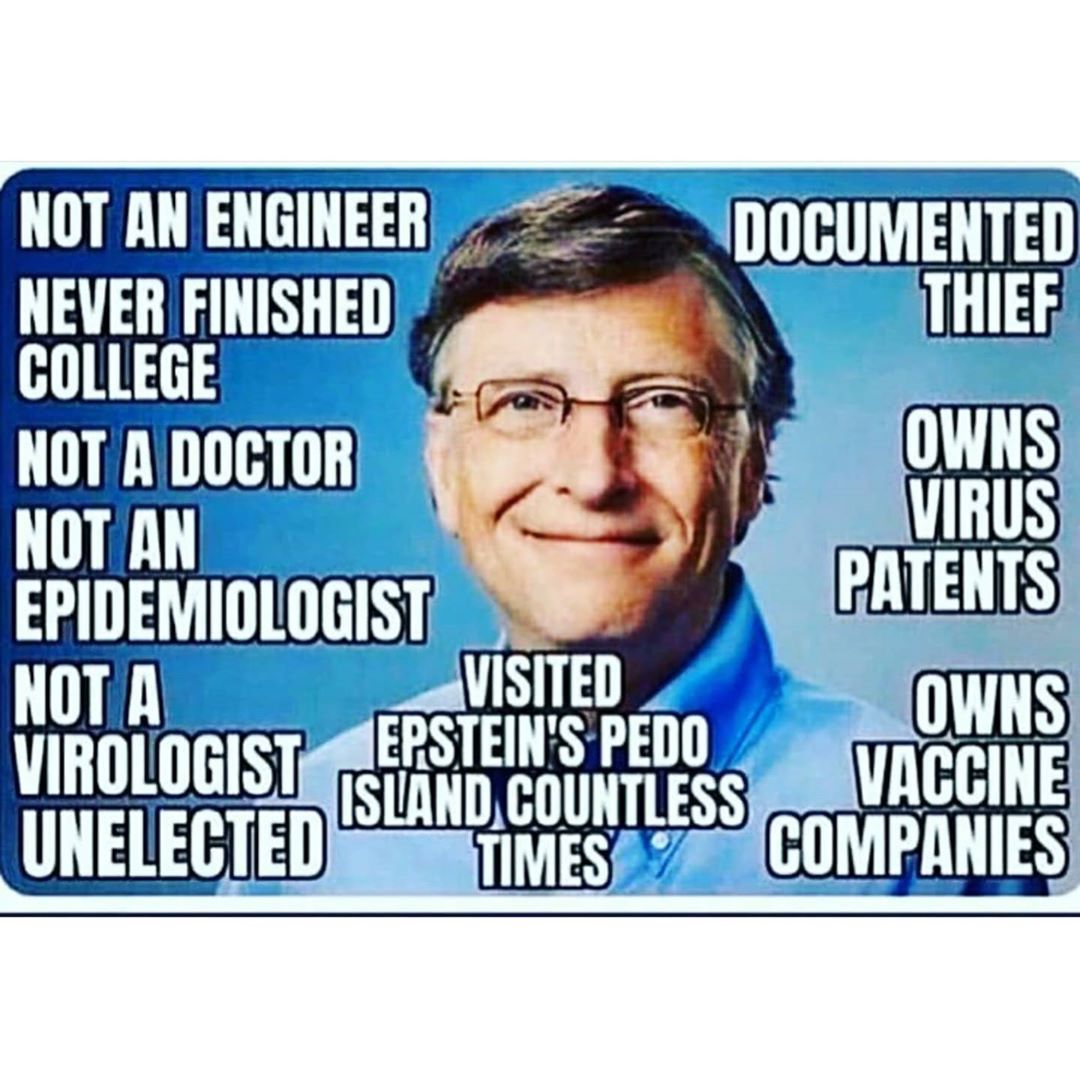 NOT AN ENGINEER
NEVER FINISHED
COLLEGE
NOT A DOCTOR
NOT AN
EPIDEMIOLOGIST
NOT A
VIROLOGIST
UNELECTED
VISITED
EPSTEIN'S PEDO
ISLAND COUNTLESS
TIMES
DOCUMENTED
THIEF
OWNS
VIRUS
PATENTS
OWNS
VACCINE
COMPANIES